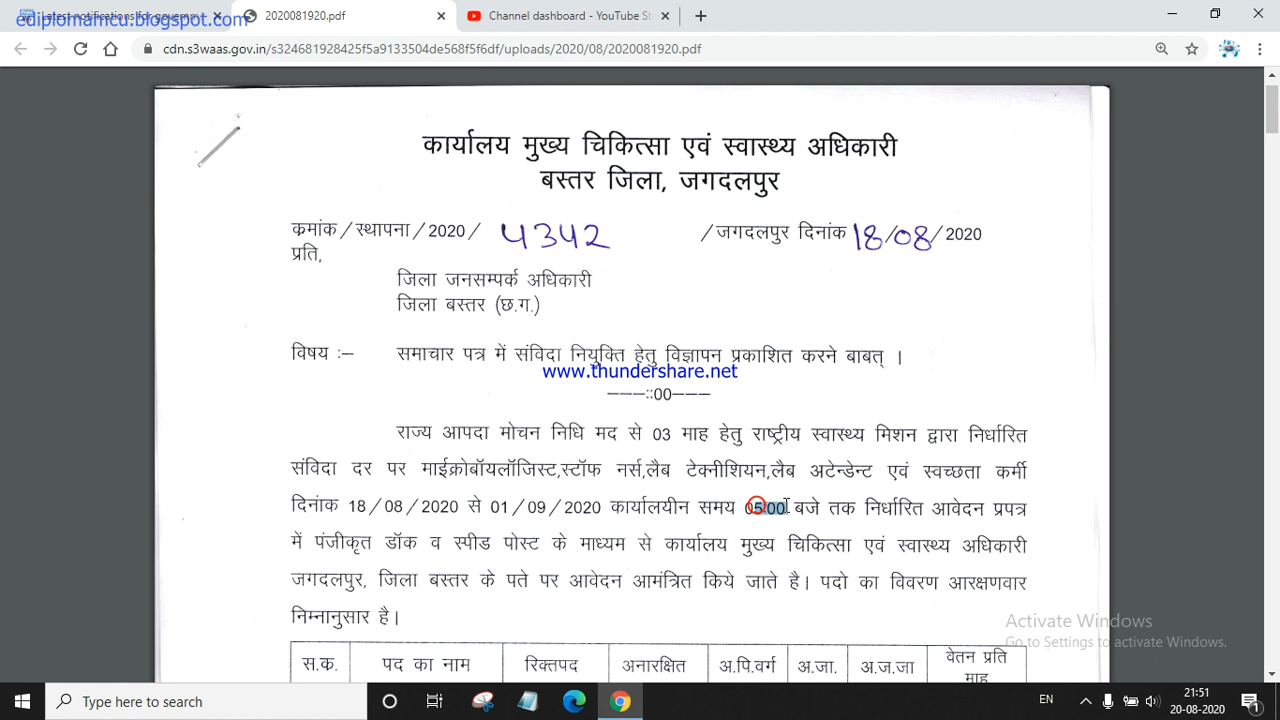 Latest notifications for governm
2020081920.pdf
Channel dashboard - YouTube St
ediplomamcu.blogspot.com
cdn.s3waas.gov.in/s324681928425f5a9133504de568f5f6df/uploads/2020/08/2020081920.pdf
कार्यालय मुख्य चिकित्सा एवं स्वास्थ्य अधिकारी
बस्तर जिला, जगदलपुर
क्रमांक/स्थापना/2020/ 4342 /जगदलपुर दिनांक 18/08/2020
प्रति,
जिला जनसम्पर्क अधिकारी
जिला बस्तर (छ.ग.)
विषय :– समाचार पत्र में संविदा नियुक्ति हेतु विज्ञापन प्रकाशित करने बाबत् ।
www.thundershare.net
–––::00–––
राज्य आपदा मोचन निधि मद से 03 माह हेतु राष्ट्रीय स्वास्थ्य मिशन द्वारा निर्धारित
संविदा दर पर माईक्रोबॉयलॉजिस्ट,स्टॉफ नर्स,लैब टेक्नीशियन,लैब अटेन्डेन्ट एवं स्वच्छता कर्मी
दिनांक 18/08/2020 से 01/09/2020 कार्यालयीन समय 05:00 बजे तक निर्धारित आवेदन प्रपत्र
में पंजीकृत डॉक व स्पीड पोस्ट के माध्यम से कार्यालय मुख्य चिकित्सा एवं स्वास्थ्य अधिकारी
जगदलपुर, जिला बस्तर के पते पर आवेदन आमंत्रित किये जाते है। पदो का विवरण आरक्षणवार
निम्नानुसार है।
स.क. पद का नाम रिक्तपद अनारक्षित अ.पि.वर्ग अ.जा. अ.ज.जा वेतन प्रति
माह
Activate Windows
Go to Settings to activate Windows.
Type here to search
EN
21:51
20-08-2020
1